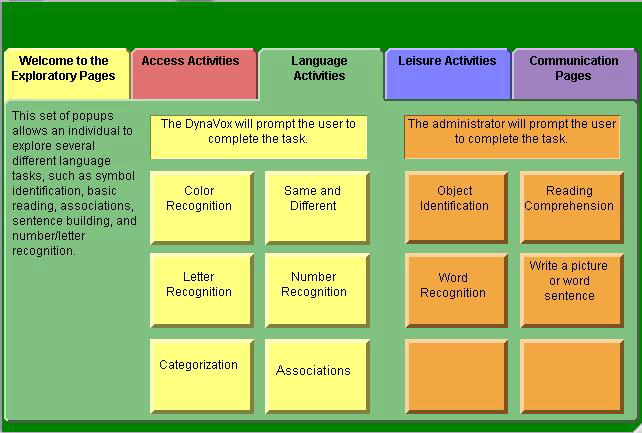 Welcome to the
Exploratory Pages
Access Activities
Language
Activities
Leisure Activities
Communication
Pages
This set of popups
allows an individual to
explore several
different language
tasks, such as symbol
identification, basic
reading, associations,
sentence building, and
number/letter
recognition.
The DynaVox will prompt the user to
complete the task.
The administrator will prompt the user
to complete the task.
Color
Recognition
Same and
Different
Object
Identification
Reading
Comprehension
Letter
Recognition
Number
Recognition
Word
Recognition
Write a picture
or word
sentence
Categorization
Associations